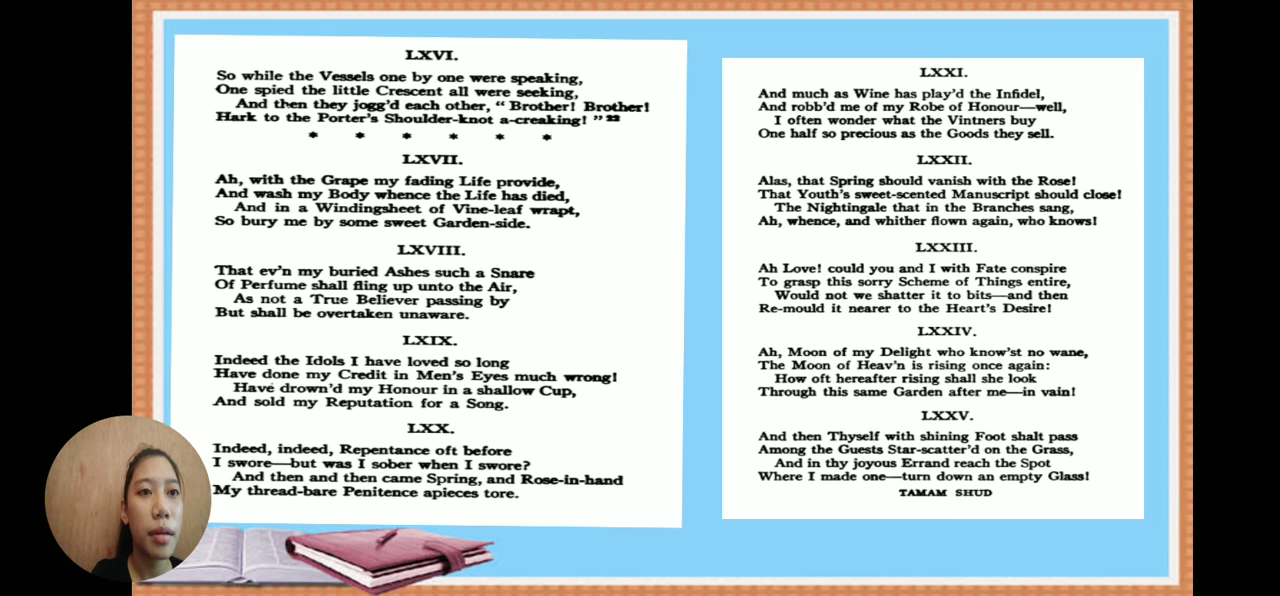 LXVI.
So while the Vessels one by one were speaking,
One spied the little Crescent all were seeking,
And then they jogg'd each other, "Brother! Brother!
Hark to the Porter's Shoulder-knot a-creaking!" 22
* * * * * *
LXVII.
Ah, with the Grape my fading Life provide,
And wash my Body whence the Life has died,
And in a Windingsheet of Vine-leaf wrapt,
So bury me by some sweet Garden-side.
LXVIII.
That ev'n my buried Ashes such a Snare
Of Perfume shall fling up unto the Air,
As not a True Believer passing by
But shall be overtaken unaware.
LXIX.
Indeed the Idols I have loved so long
Have done my Credit in Men's Eyes much wrong!
Have drown'd my Honour in a shallow Cup,
And sold my Reputation for a Song.
LXX.
Indeed, indeed, Repentance oft before
I swore—but was I sober when I swore?
And then and then came Spring, and Rose-in-hand
My thread-bare Penitence apieces tore.
LXXI.
And much as Wine has play'd the Infidel,
And robb'd me of my Robe of Honour—well,
I often wonder what the Vintners buy
One half so precious as the Goods they sell.
LXXII.
Alas, that Spring should vanish with the Rose!
That Youth's sweet-scented Manuscript should close!
The Nightingale that in the Branches sang,
Ah, whence, and whither flown again, who knows!
LXXIII.
Ah Love! could you and I with Fate conspire
To grasp this sorry Scheme of Things entire,
Would not we shatter it to bits—and then
Re-mould it nearer to the Heart's Desire!
LXXIV.
Ah, Moon of my Delight who know'st no wane,
The Moon of Heav'n is rising once again:
How oft hereafter rising shall she look
Through this same Garden after me—in vain!
LXXV.
And then Thyself with shining Foot shalt pass
Among the Guests Star-scatter'd on the Grass,
And in thy joyous Errand reach the Spot
Where I made one—turn down an empty Glass!
TAMAM SHUD